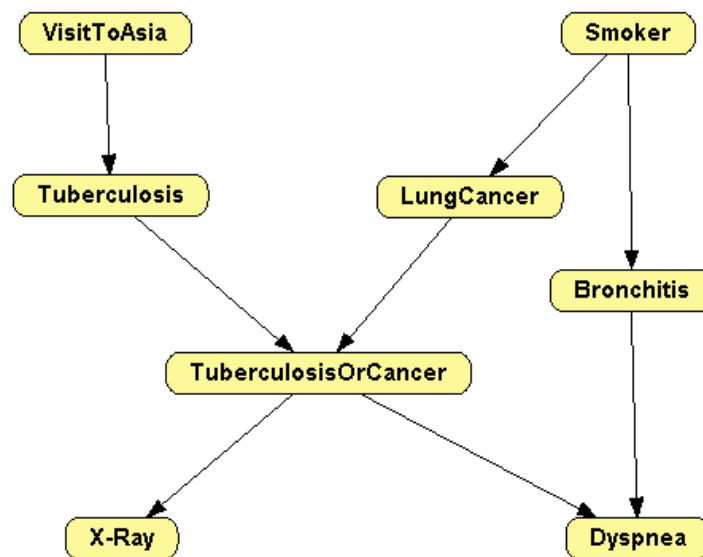 VisitToAsia
Smoker
Tuberculosis
LungCancer
Bronchitis
TuberculosisOrCancer
X-Ray
Dyspnea